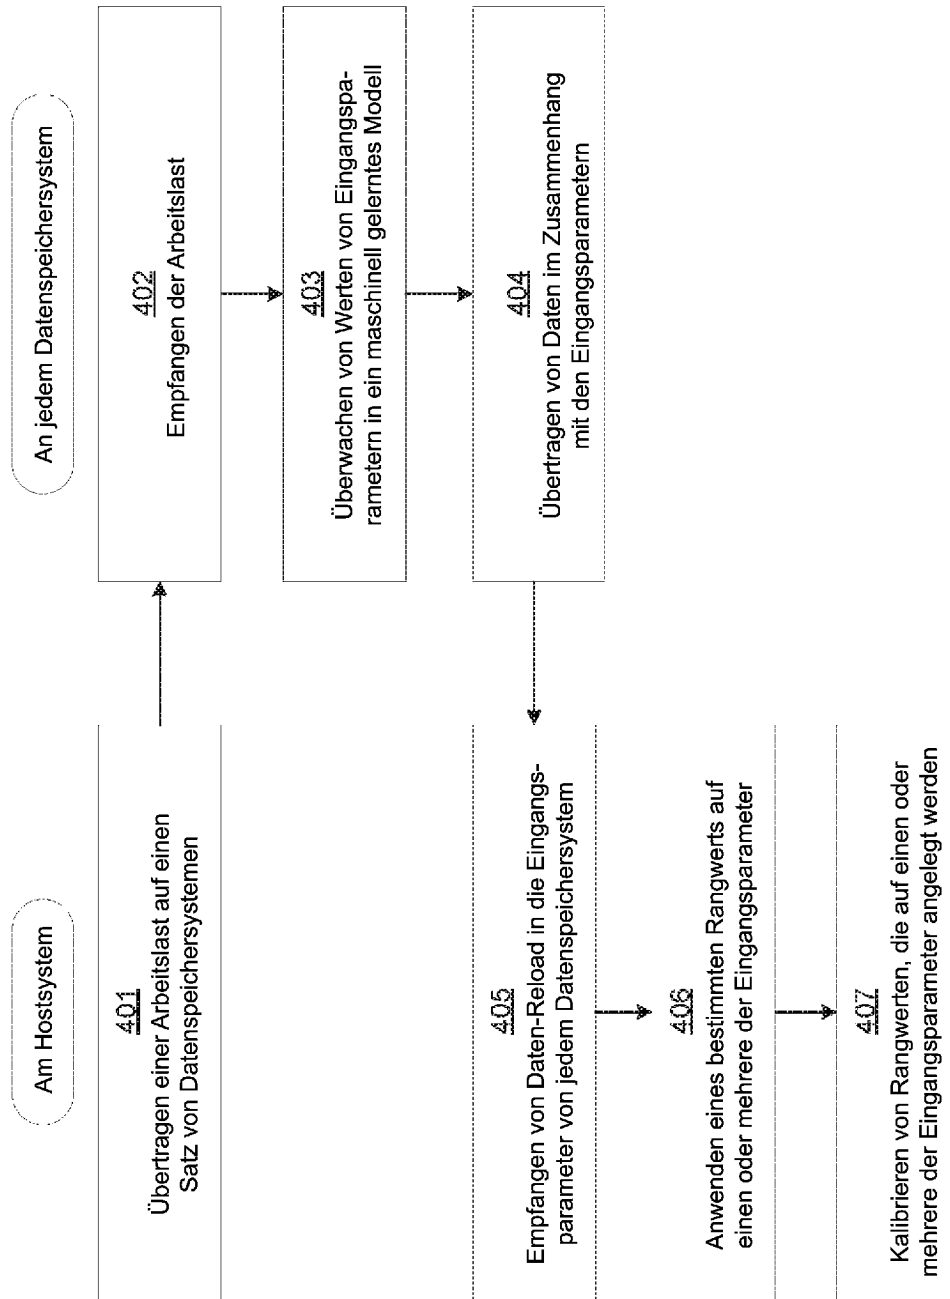 Am Hostsystem
An jedem Datenspeichersystem
401
Übertragen einer Arbeitslast auf einen
Satz von Datenspeichersystemen
402
Empfangen der Arbeitslast
403
Überwachen von Werten von Eingangspa-
rametern in ein maschinell gelerntes Modell
404
Übertragen von Daten im Zusammenhang
mit den Eingangsparametern
405
Empfangen von Daten-Reload in die Eingangs-
parameter von jedem Datenspeichersystem
406
Anwenden eines bestimmten Rangwerts auf
einen oder mehrere der Eingangsparameter
407
Kalibrieren von Rangwerten, die auf einen oder
mehrere der Eingangsparameter angelegt werden